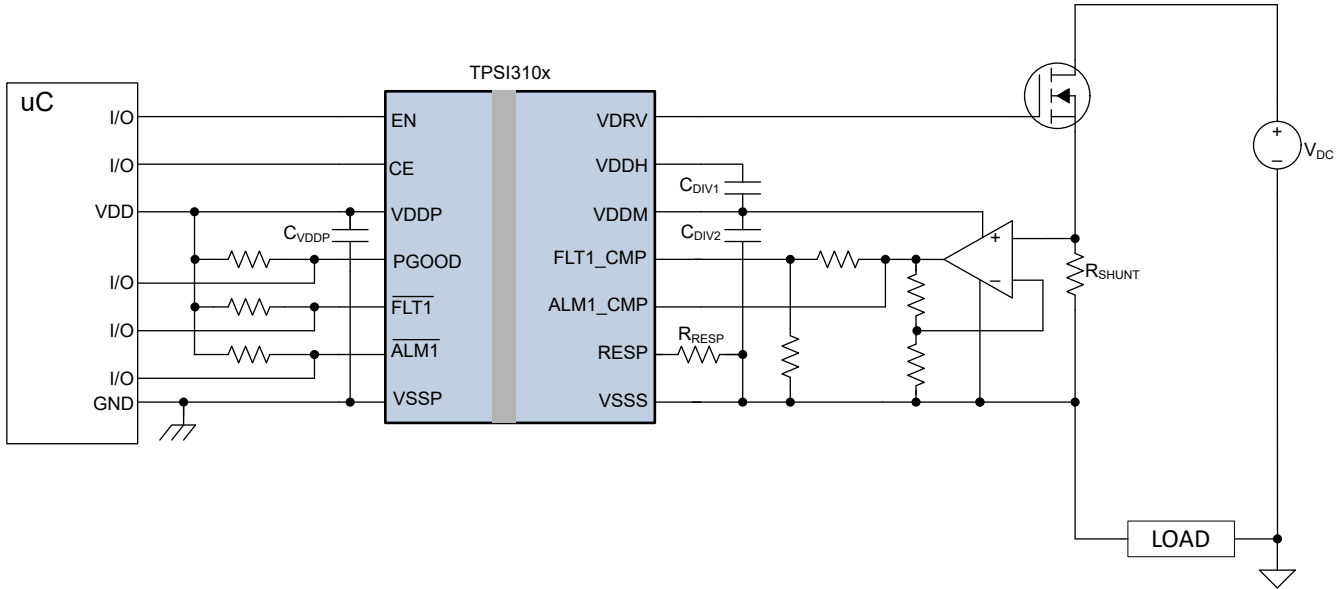 TPSI310x
uC
I/O
I/O
VDD
I/O
I/O
I/O
GND
EN
CE
VDDP
PGOOD
FLT1
ALM1
VSSP
CVDDP
VDRV
VDDH
VDDM
FLT1_CMP
ALM1_CMP
RESP
VSSS
CDIV1
CDIV2
RRESP
+
–
RSHUNT
+
–
VDC
LOAD